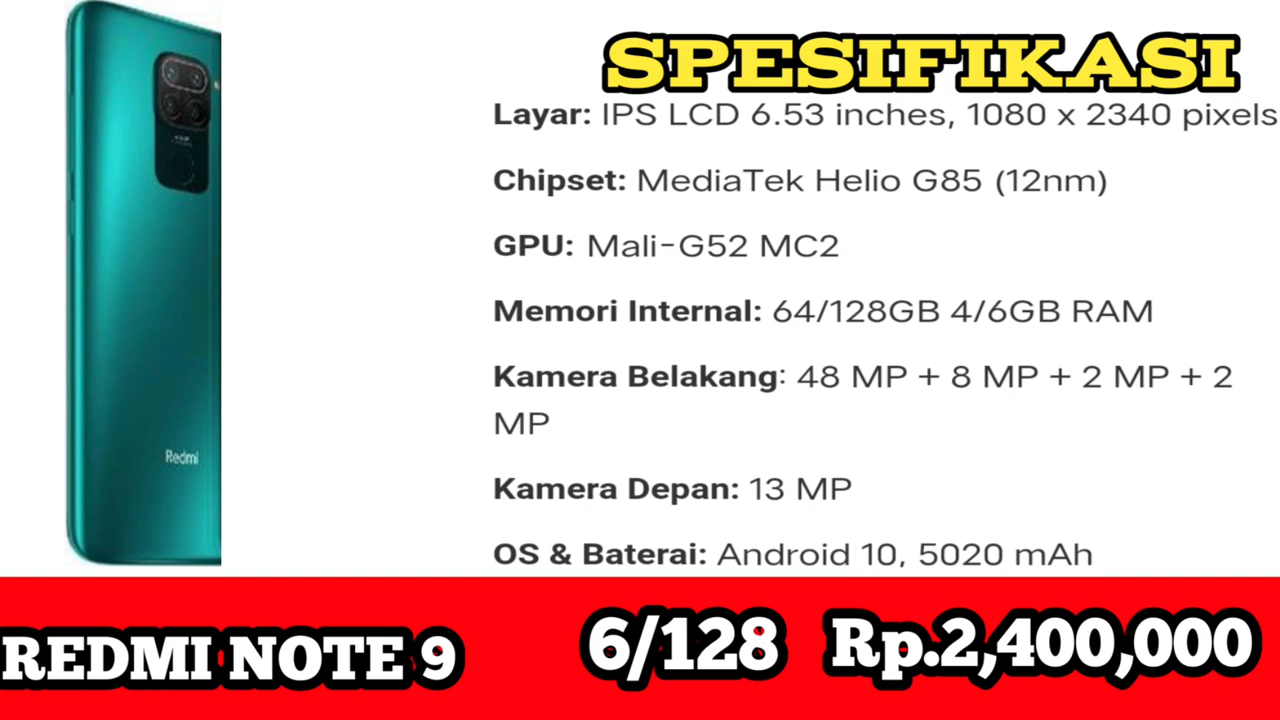 SPESIFIKASI
Layar: IPS LCD 6.53 inches, 1080 x 2340 pixels
Chipset: MediaTek Helio G85 (12nm)
GPU: Mali-G52 MC2
Memori Internal: 64/128GB 4/6GB RAM
Kamera Belakang: 48 MP + 8 MP + 2 MP + 2
MP
Kamera Depan: 13 MP
OS & Baterai: Android 10, 5020 mAh
Redmi
REDMI NOTE 9 6/128 Rp.2,400,000